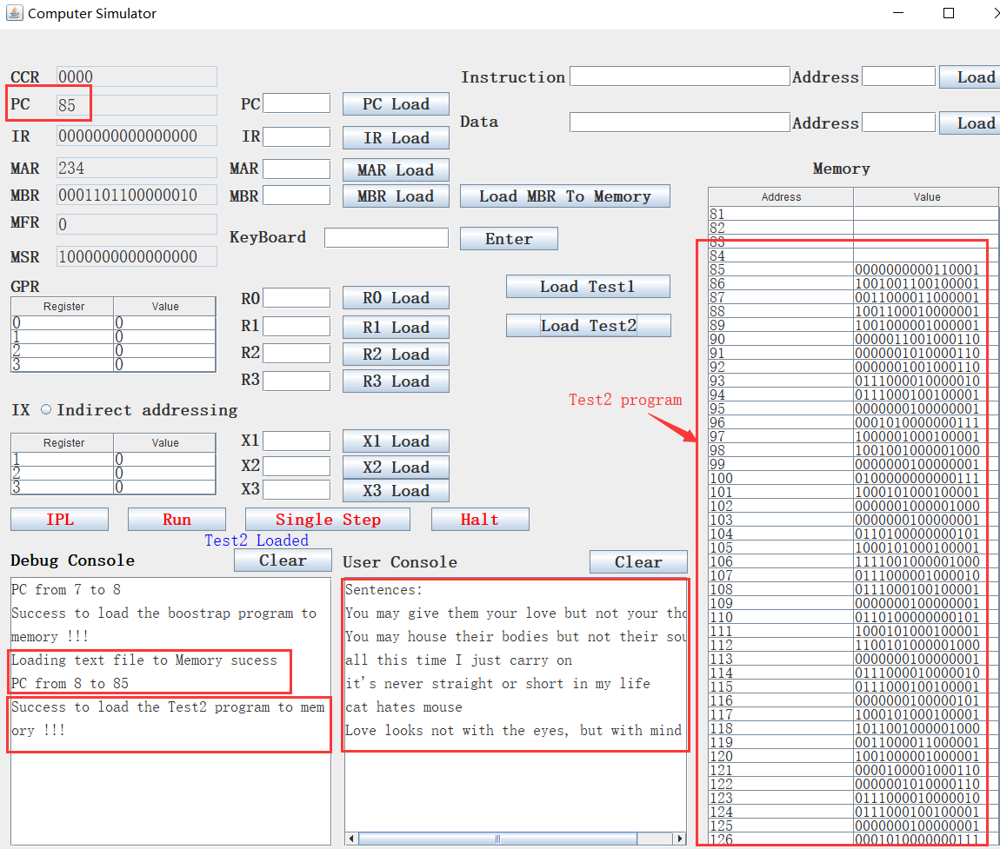 Computer Simulator
CCR 0000
Instruction Address Load
PC 85 PC PC Load
Data Address Load
IR 0000000000000000 IR IR Load
MAR 234 MAR MAR Load
Memory
MBR 0001101100000010 MBR MBR Load Load MBR To Memory
MFR 0
KeyBoard Enter
MSR 1000000000000000
GPR
Register Value
0 0
1 0
2 0
3 0
R0 R0 Load
R1 R1 Load
R2 R2 Load
R3 R3 Load
Load Test1
Load Test2
IX Indirect addressing
Register Value
1 0
2 0
3 0
X1 X1 Load
X2 X2 Load
X3 X3 Load
IPL Run Single Step Halt
Test2 Loaded
Debug Console Clear
PC from 7 to 8
Success to load the boostrap program to
memory !!!
Loading text file to Memory sucess
PC from 8 to 85
Success to load the Test2 program to mem
ory !!!
User Console Clear
Sentences:
You may give them your love but not your tho
You may house their bodies but not their sou
all this time I just carry on
it's never straight or short in my life
cat hates mouse
Love looks not with the eyes, but with mind
Test2 program
Address Value
81
82
83
84
85 0000000000110001
86 1001001100100001
87 0011000011000001
88 1001100010000001
89 1001000001000001
90 0000011001000110
91 0000001010000110
92 0000001001000110
93 0111000010000010
94 0111000100100001
95 0000000100000001
96 0001010000000111
97 1000001000100001
98 1001001000001000
99 0000000100000001
100 0100000000000111
101 1000101000100001
102 0000001000001000
103 0000000100000001
104 0110100000000101
105 1000101000100001
106 1111001000001000
107 0111000001000010
108 0111000100100001
109 0000000100000001
110 0110100000000101
111 1000101000100001
112 1100101000001000
113 0000000100000001
114 0111000010000010
115 0111000100100001
116 0000000100000101
117 1000101000100001
118 1011001000001000
119 0011000011000001
120 1001000001000001
121 0000100001000110
122 0000001010000110
123 0111000010000010
124 0111000100100001
125 0000000100000001
126 0001010000000111